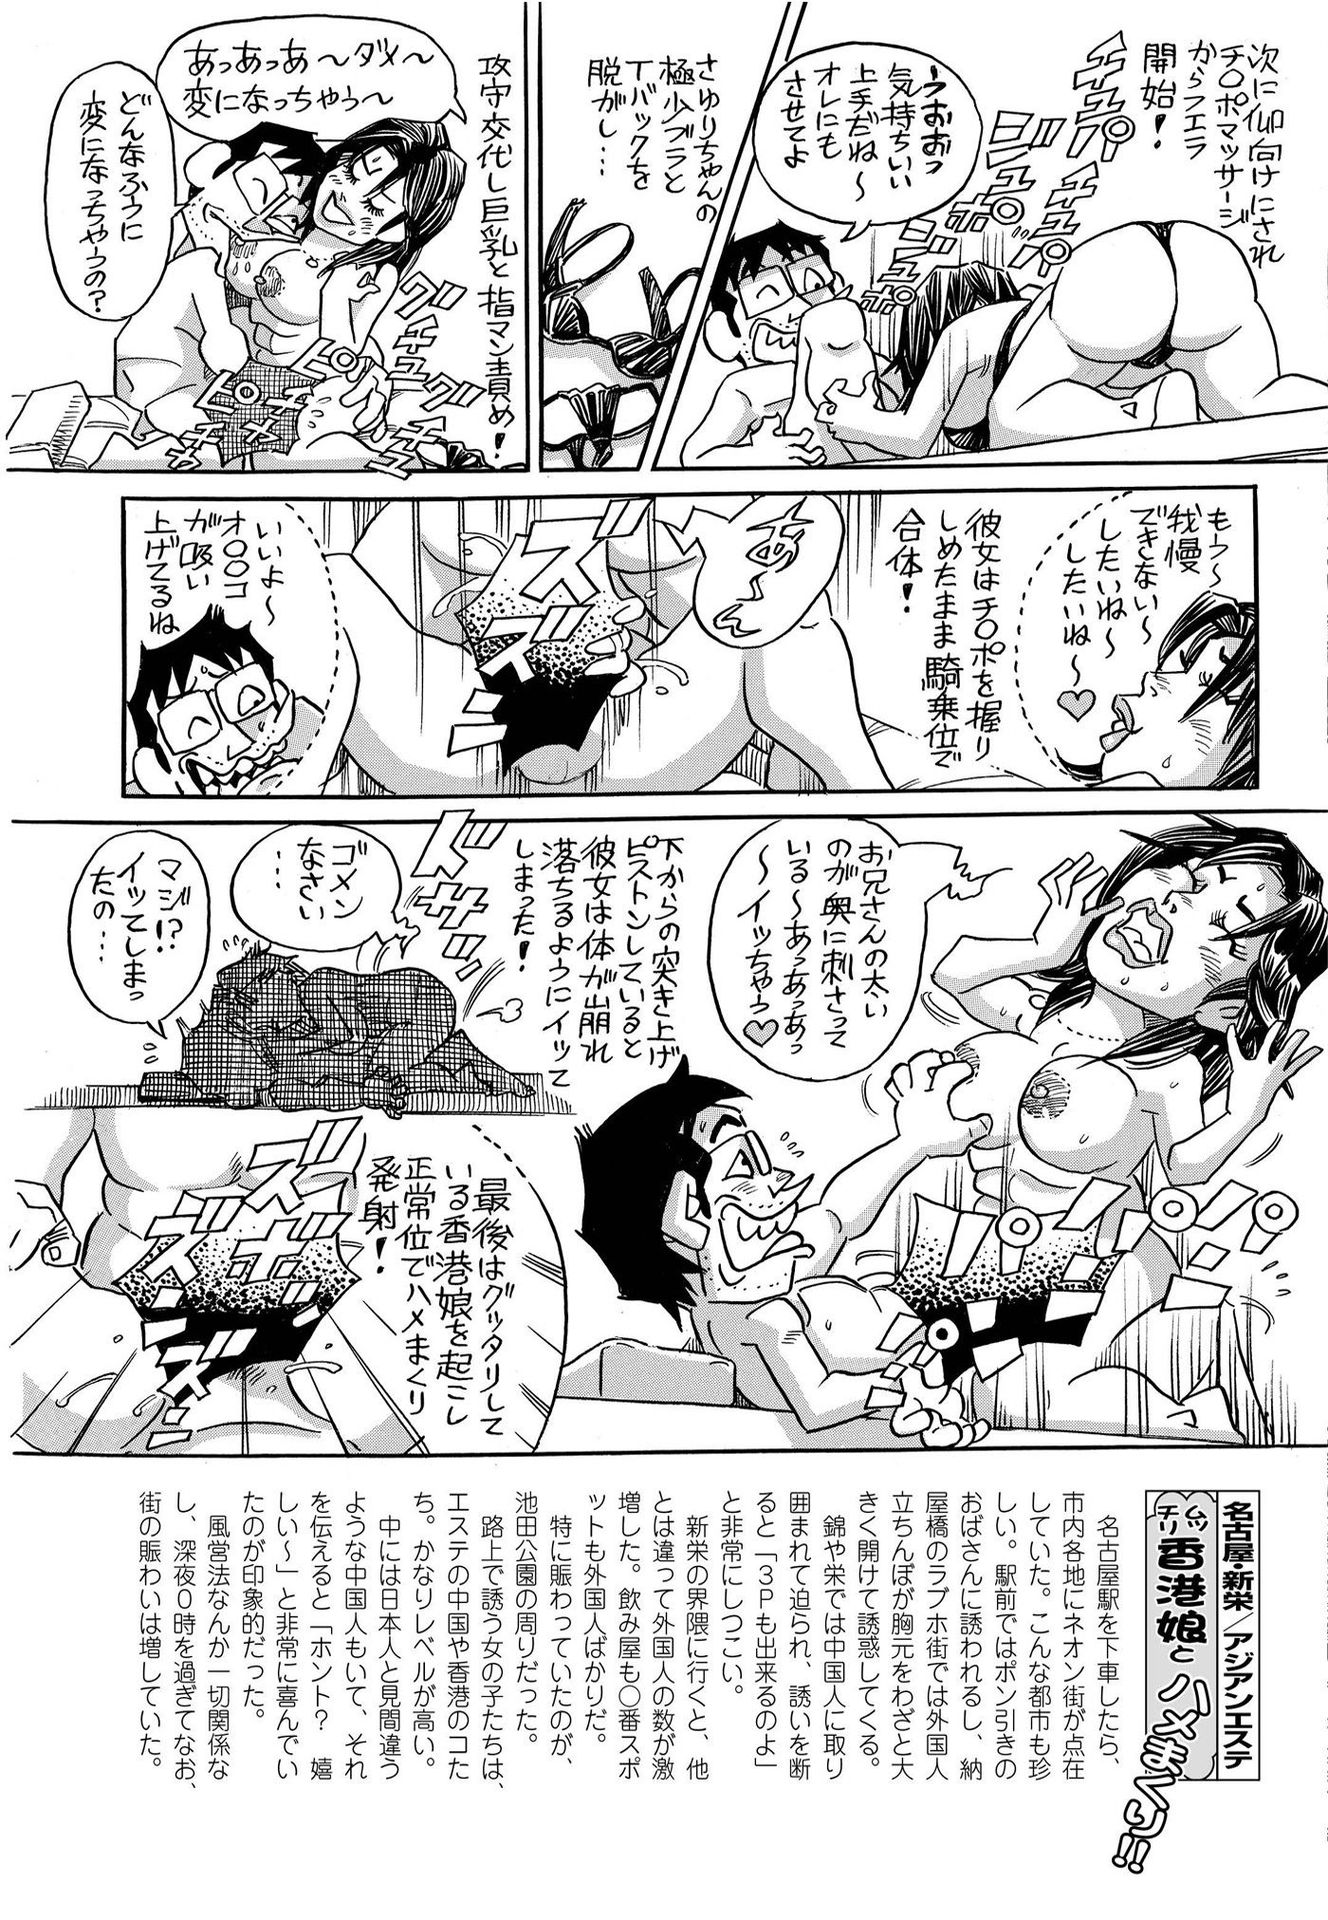 次に仰向けにされ
チ〇ポマッサージ
からフェラ
開始!
うおおっ
気持ちいい
上手だね～
オレにも
させてよ
さゆりちゃんの
極少ブラと
Tバックを
脱がし…
攻守交代し巨乳と指マン責め!
あっあっあ～ダメ～
変になっちゃう～
どんなふうに
変になっちゃうの?
もう～
我慢
できない～
したいね～
したいね～♡
彼女はチ〇ポを握り
しめたまま騎乗位で
合体!
あ～ん
ズズズン
いいよ～
オ〇〇コ
が吸い
上げてるね
お兄さんの太い
のが奥に刺さって
いる～あっあっあっ
～イッちゃう♡
下からの突き上げ
ピストンしていると
彼女は体が崩れ
落ちるようにイッて
しまった!
ドサッ
ゴメン
なさい
…
マジ!?
イッてしまっ
たの…
最後はグッタリして
いる香港娘を起こし
正常位でハメまくり
発射!
名古屋・新栄/アジアンエステ
ムッチリ香港娘とハメまくり!!
名古屋駅を下車したら、
市内各地にネオン街が点在
していた。こんな都市も珍
しい。駅前ではポン引きの
おばさんに誘われるし、納
屋橋のラブホ街では外国人
立ちんぼが胸元をわざと大
きく開けて誘惑してくる。
錦や栄では中国人に取り
囲まれて迫られ、誘いを断
ると「3Pも出来るのよ」
と非常にしつこい。
新栄の界隈に行くと、他
とは違って外国人の数が激
増した。飲み屋も〇番スポ
ットも外国人ばかりだ。
特に賑わっていたのが、
池田公園の周りだった。
路上で誘う女の子たちは、
エステの中国や香港のコた
ち。かなりレベルが高い。
中には日本人と見間違う
ような中国人もいて、それ
を伝えると「ホント?　嬉
しい～」と非常に喜んでい
たのが印象的だった。
風営法なんか一切関係な
し、深夜0時を過ぎてなお、
街の賑わいは増していた。